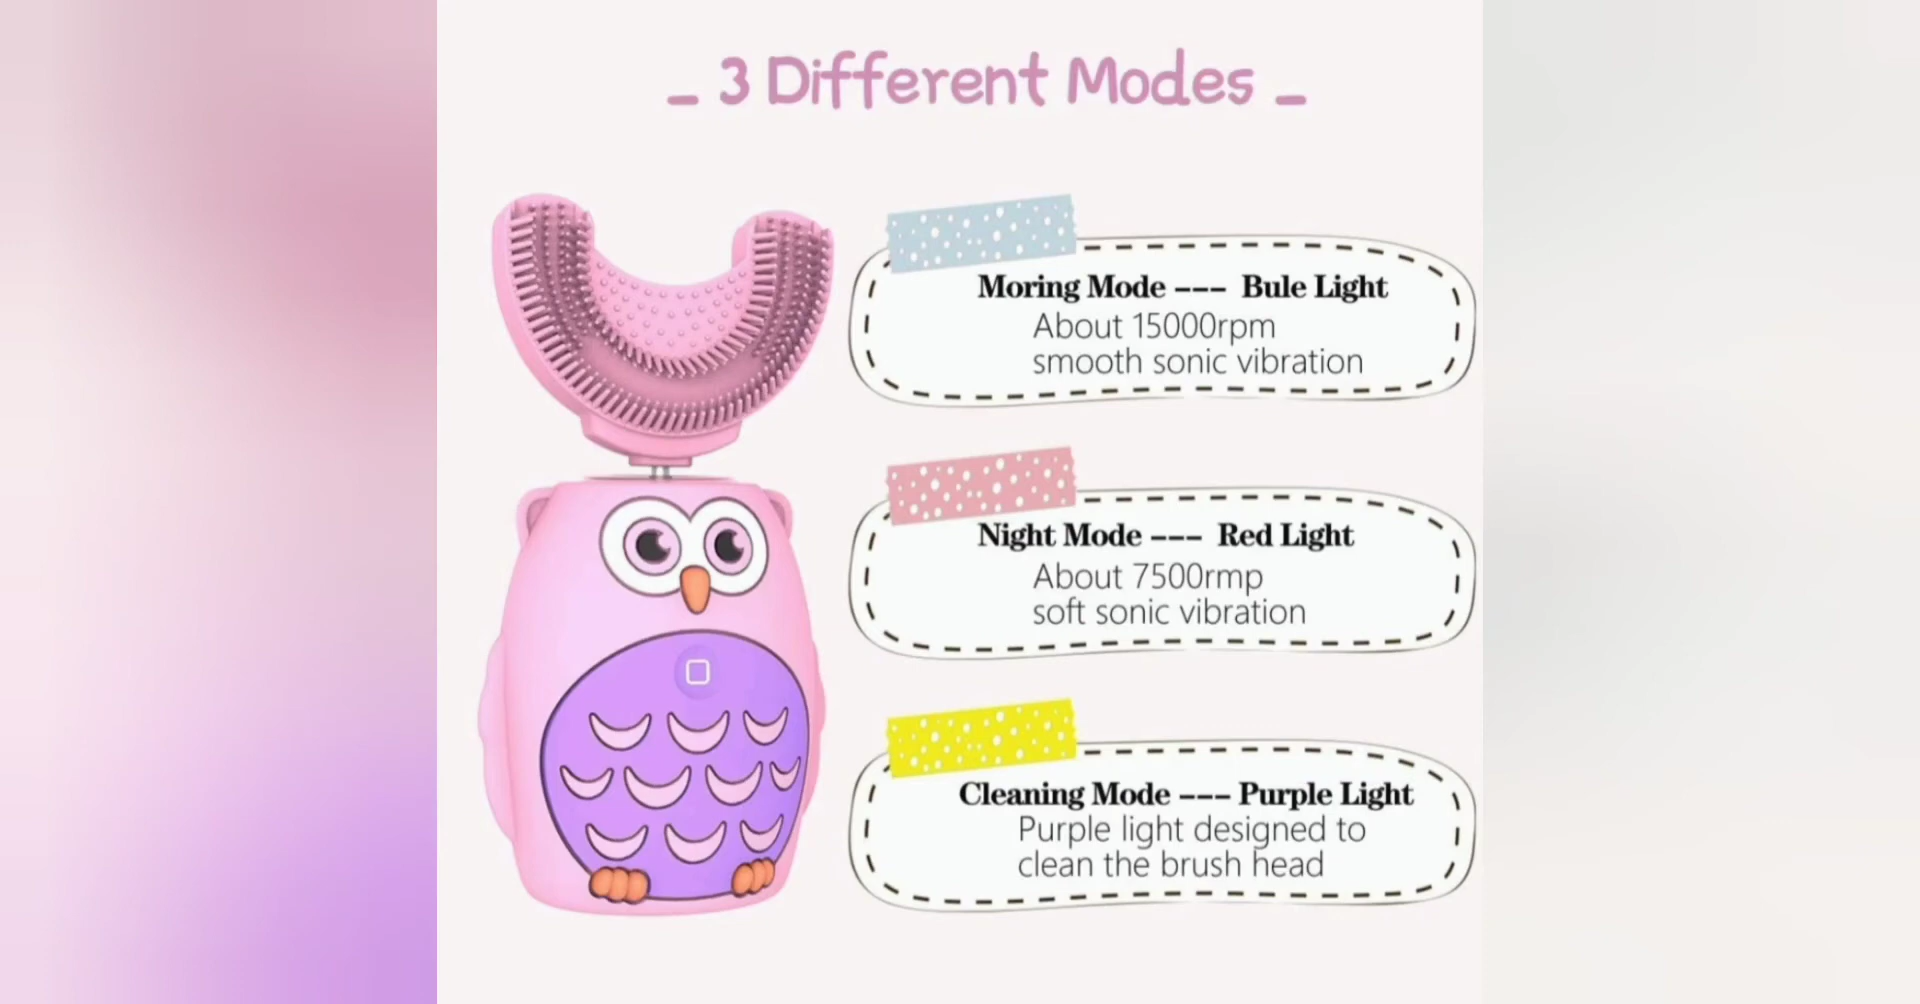 _ 3 Different Modes _
Moring Mode --- Bule Light
About 15000rpm
smooth sonic vibration
Night Mode --- Red Light
About 7500rmp
soft sonic vibration
Cleaning Mode --- Purple Light
Purple light designed to
clean the brush head